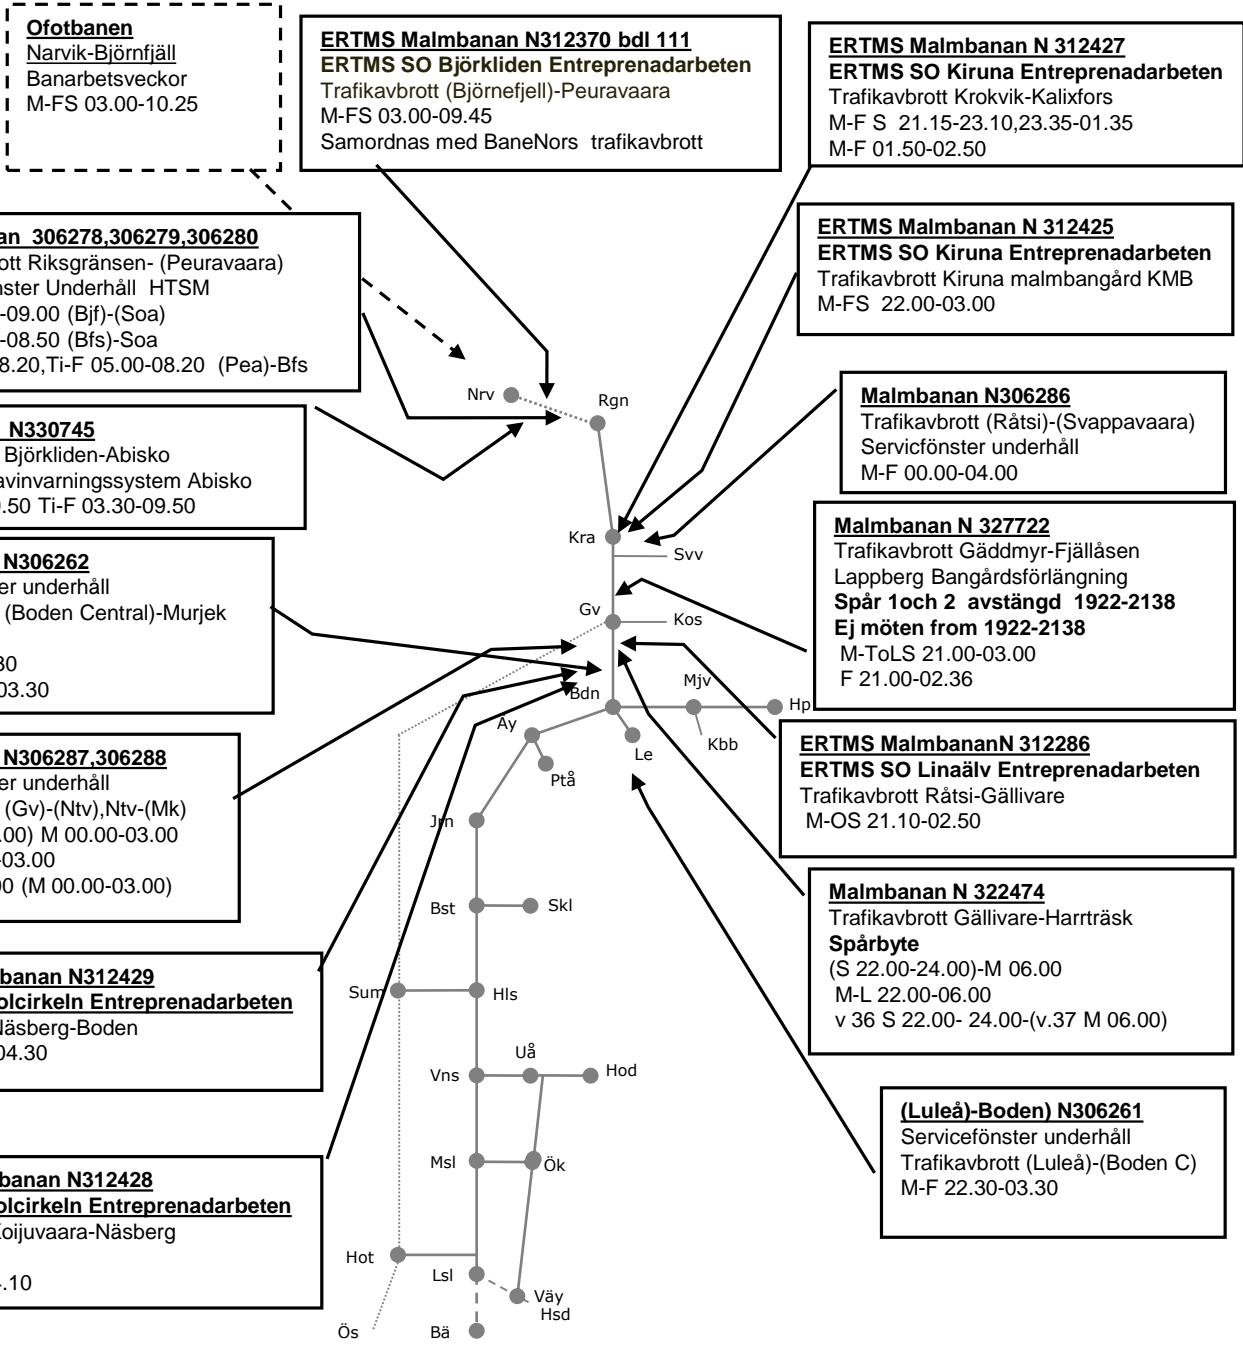 Ofotbanen
Narvik-Björnfjäll
Banarbetsveckor
M-FS 03.00-10.25
ERTMS Malmbanan N312370 bdl 111
ERTMS SO Björkliden Entreprenadarbeten
Trafikavbrott (Björnefjell)-Peuravaara
M-FS 03.00-09.45
Samordnas med BaneNors trafikavbrott
ERTMS Malmbanan N 312427
ERTMS SO Kiruna Entreprenadarbeten
Trafikavbrott Krokvik-Kalixfors
M-F S 21.15-23.10,23.35-01.35
M-F 01.50-02.50
an 306278,306279,306280
ott Riksgränsen- (Peuravaara)
nster Underhåll HTSM
-09.00 (Bjf)-(Soa)
-08.50 (Bfs)-Soa
8.20,Ti-F 05.00-08.20 (Pea)-Bfs
ERTMS Malmbanan N 312425
ERTMS SO Kiruna Entreprenadarbeten
Trafikavbrott Kiruna malmbangård KMB
M-FS 22.00-03.00
Malmbanan N306286
Trafikavbrott (Råtsi)-(Svappavaara)
Servicfönster underhåll
M-F 00.00-04.00
N330745
Björkliden-Abisko
avinvarningssystem Abisko
.50 Ti-F 03.30-09.50
Malmbanan N 327722
Trafikavbrott Gäddmyr-Fjällåsen
Lappberg Bangårdsförlängning
Spår 1och 2 avstängd 1922-2138
Ej möten from 1922-2138
M-ToLS 21.00-03.00
F 21.00-02.36
N306262
er underhåll
(Boden Central)-Murjek
30
03.30
ERTMS MalmbananN 312286
ERTMS SO Linaälv Entreprenadarbeten
Trafikavbrott Råtsi-Gällivare
M-OS 21.10-02.50
N306287,306288
er underhåll
(Gv)-(Ntv),Ntv-(Mk)
.00) M 00.00-03.00
-03.00
00 (M 00.00-03.00)
Malmbanan N 322474
Trafikavbrott Gällivare-Harrträsk
Spårbyte
(S 22.00-24.00)-M 06.00
M-L 22.00-06.00
v 36 S 22.00- 24.00-(v.37 M 06.00)
banan N312429
olcirkeln Entreprenadarbeten
Näsberg-Boden
04.30
(Luleå)-Boden) N306261
Servicefönster underhåll
Trafikavbrott (Luleå)-(Boden C)
M-F 22.30-03.30
banan N312428
olcirkeln Entreprenadarbeten
Koijuvaara-Näsberg
.10
Nrv
Rgn
Kra
Svv
Gv
Kos
Bdn
Mjv
Hp
Äy
Le
Kbb
Ptå
Jrn
Bst
Skl
Sum
Hls
Uå
Vns
Hod
Msl
Ök
Hot
Lsl
Väy
Hsd
Ös
Bä